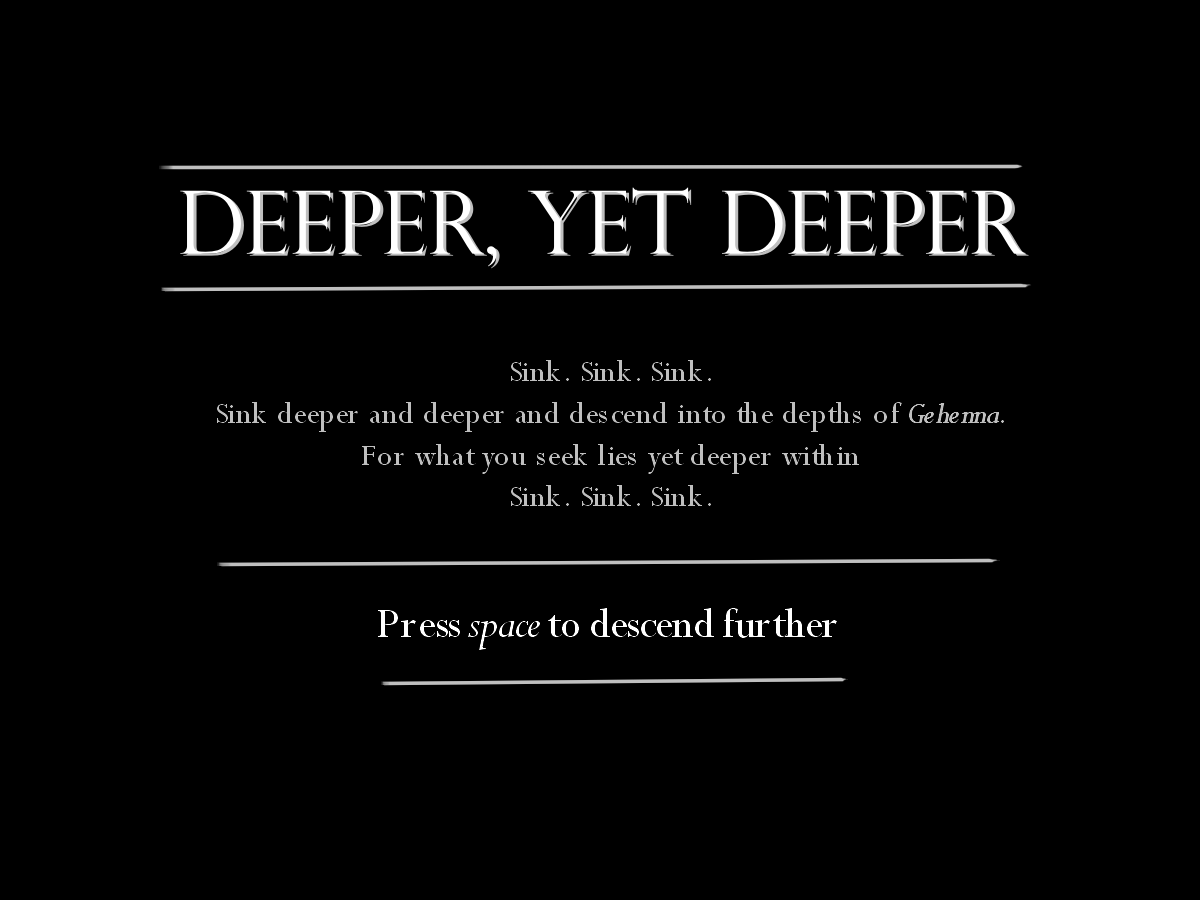 DEEPER, YET DEEPER
Sink. Sink. Sink.
Sink deeper and deeper and descend into the depths of Gehenna.
For what you seek lies yet deeper within
Sink. Sink. Sink.
Press space to descend further